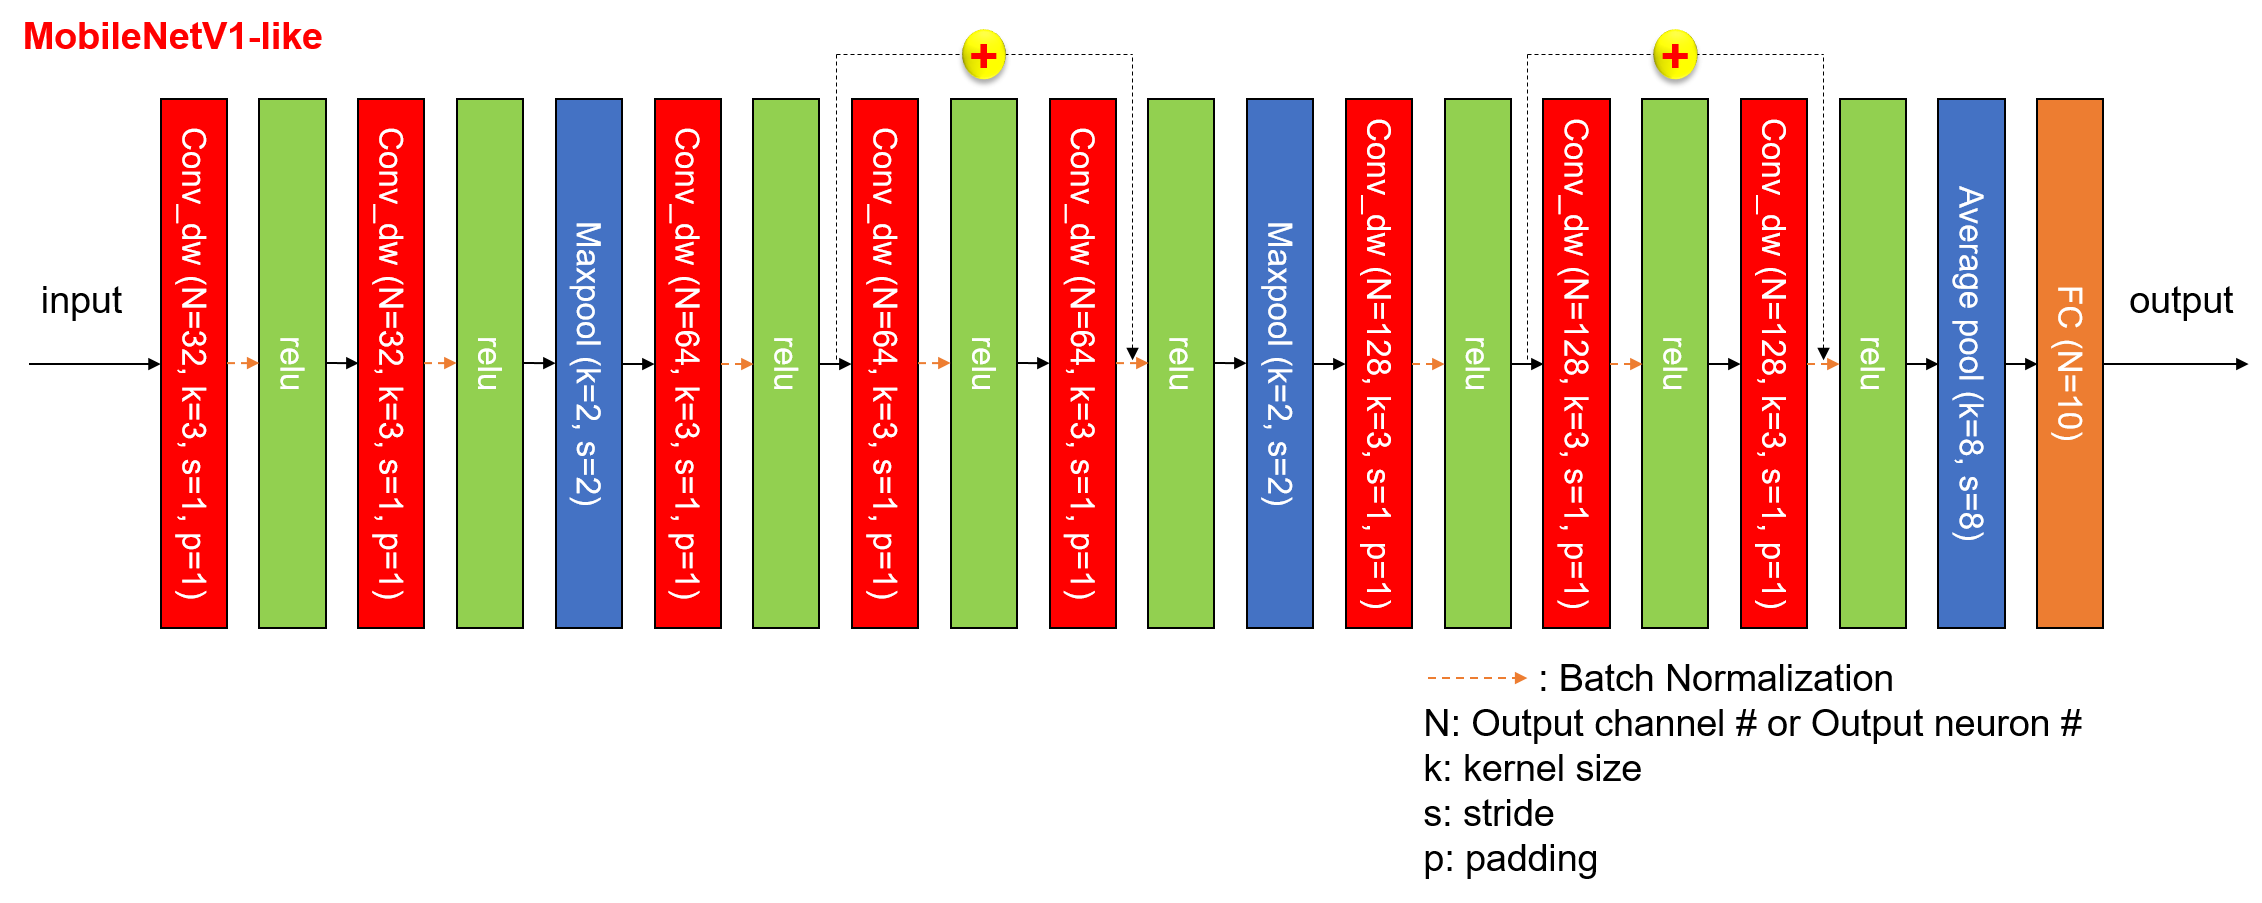 MobileNetV1-like
+
+
input
Conv_dw (N=32, k=3, s=1, p=1)
relu
Conv_dw (N=32, k=3, s=1, p=1)
relu
Maxpool (k=2, s=2)
Conv_dw (N=64, k=3, s=1, p=1)
relu
Conv_dw (N=64, k=3, s=1, p=1)
relu
Conv_dw (N=64, k=3, s=1, p=1)
relu
Maxpool (k=2, s=2)
Conv_dw (N=128, k=3, s=1, p=1)
relu
Conv_dw (N=128, k=3, s=1, p=1)
relu
Conv_dw (N=128, k=3, s=1, p=1)
relu
Average pool (k=8, s=8)
FC (N=10)
output
: Batch Normalization
N: Output channel # or Output neuron #
k: kernel size
s: stride
p: padding